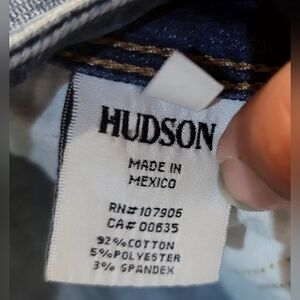 HUDSON
MADE IN
MEXICO
RN#107906
CA# 00635
92%COTTON
5%POLYESTER
3% SPANDEX